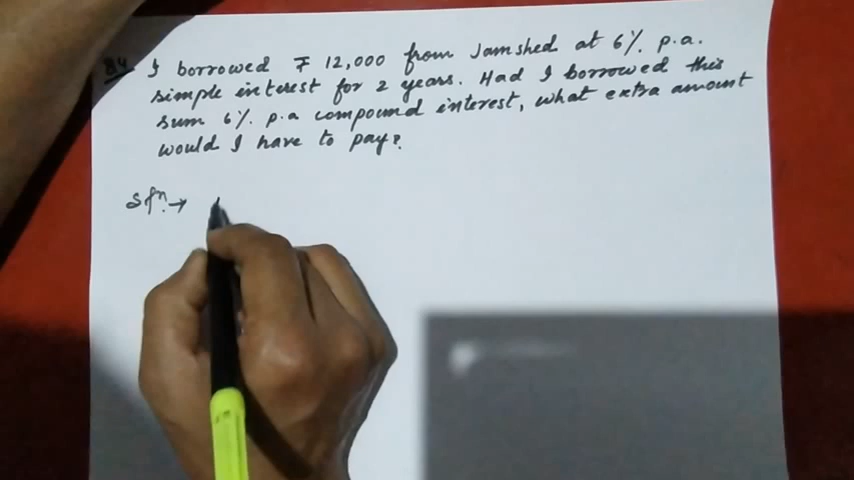 84 I borrowed ₹ 12,000 from Jamshed at 6% p.a.
simple interest for 2 years. Had I borrowed this
sum 6% p.a compound interest, what extra amount
would I have to pay?
Solⁿ. →